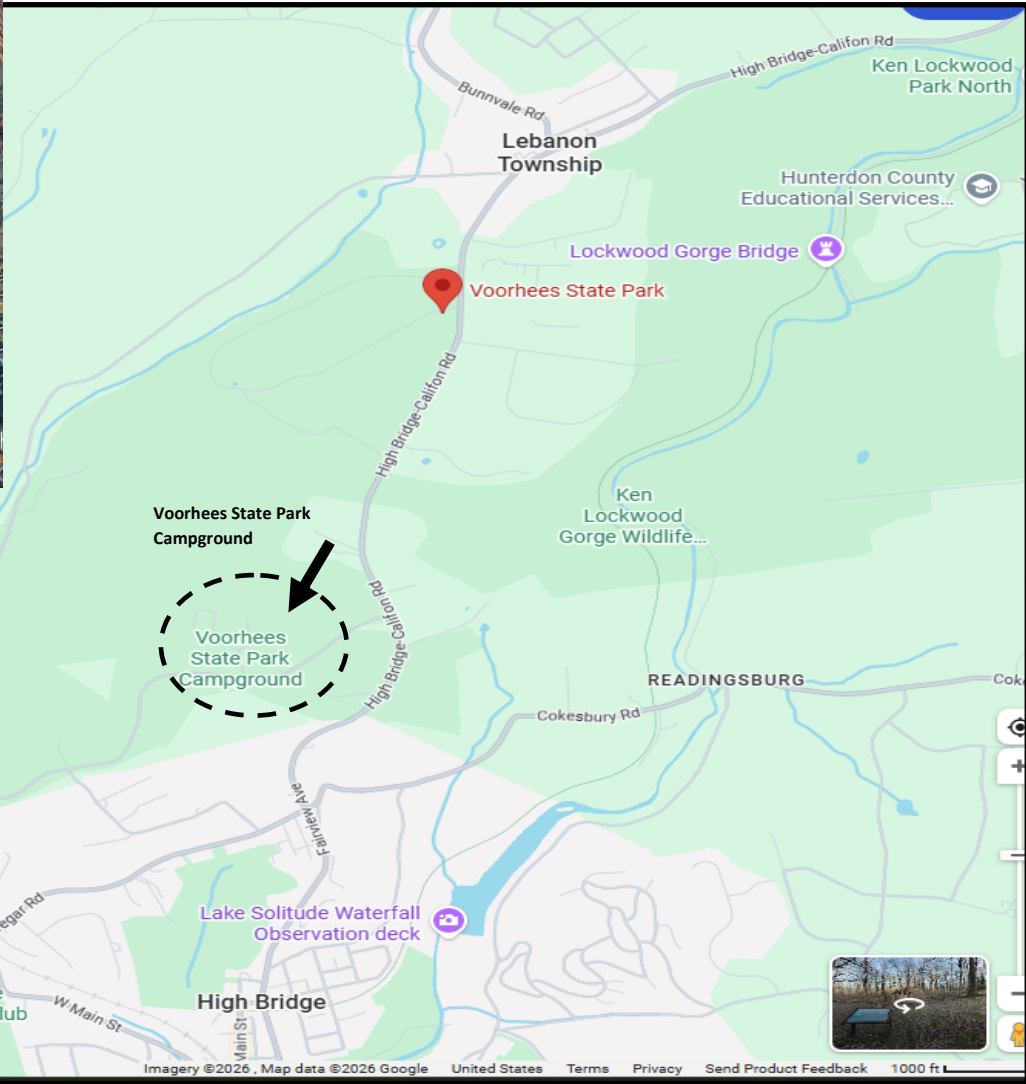 High Bridge-Califon Rd
Ken Lockwood
Park North
Bunnvale Rd
Lebanon
Township
Hunterdon County
Educational Services...
Lockwood Gorge Bridge
Voorhees State Park
High Bridge-Califon Rd
Ken
Lockwood
Gorge Wildlife...
Voorhees State Park
Campground
High Bridge-Califon Rd
Voorhees
State Park
Campground
High Bridge-Califon Rd
READINGSBURG
Cokesbury Rd
Fairview Ave
Lake Solitude Waterfall
Observation deck
High Bridge
W Main St
Main St
Imagery ©2026 , Map data ©2026 Google United States Terms Privacy Send Product Feedback 1000 ft